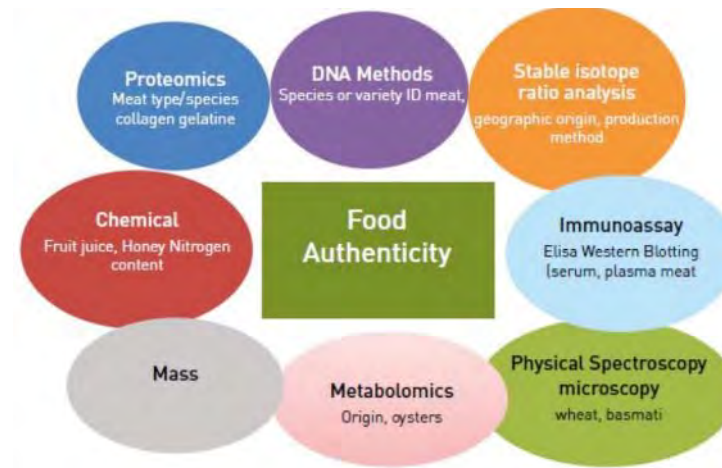 Proteomics
Meat type/species
collagen gelatine
DNA Methods
Species or variety ID meat,
Stable isotope
ratio analysis
geographic origin, production
method
Chemical
Fruit juice, Honey Nitrogen
content
Food
Authenticity
Immunoassay
Elisa Western Blotting
(serum, plasma meat
Mass
Metabolomics
Origin, oysters
Physical Spectroscopy
microscopy
wheat, basmati